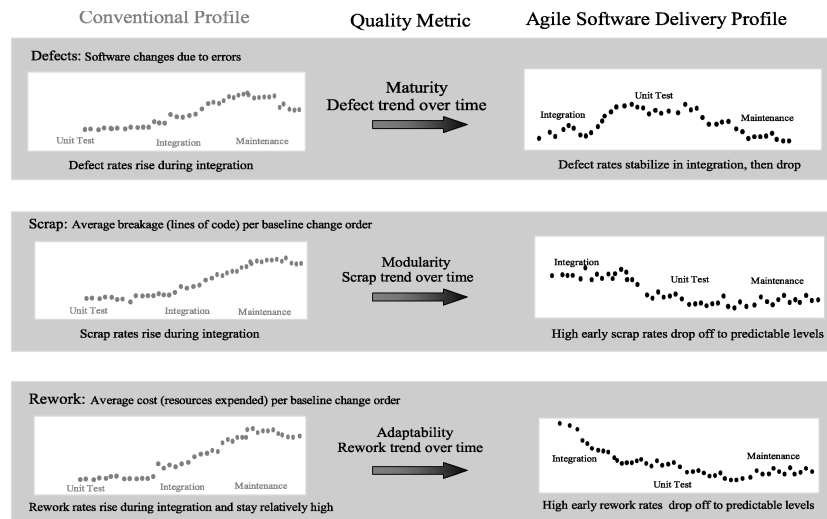 Conventional Profile
Quality Metric
Agile Software Delivery Profile
Defects: Software changes due to errors
Unit Test
Integration
Maintenance
Defect rates rise during integration
Maturity
Defect trend over time
Integration
Unit Test
Maintenance
Defect rates stabilize in integration, then drop
Scrap: Average breakage (lines of code) per baseline change order
Unit Test
Integration
Maintenance
Scrap rates rise during integration
Modularity
Scrap trend over time
Integration
Unit Test
Maintenance
High early scrap rates drop off to predictable levels
Rework: Average cost (resources expended) per baseline change order
Unit Test
Integration
Maintenance
Rework rates rise during integration and stay relatively high
Adaptability
Rework trend over time
Integration
Unit Test
Maintenance
High early rework rates drop off to predictable levels